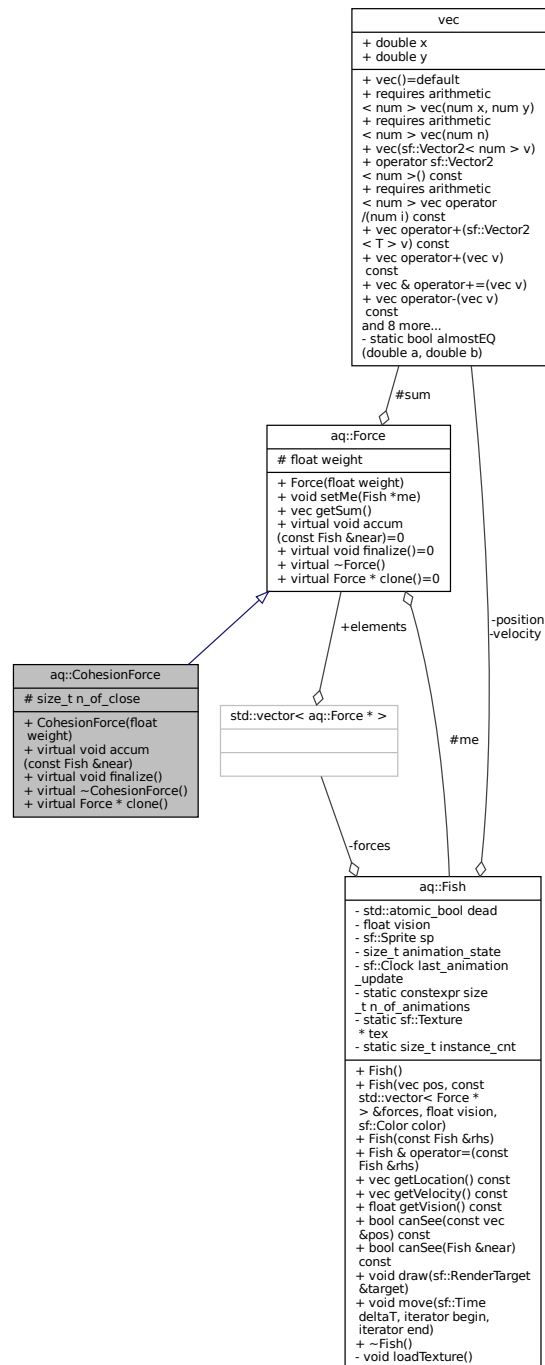 vec
+ double x
+ double y
+ vec()=default
+ requires arithmetic
< num > vec(num x, num y)
+ requires arithmetic
< num > vec(num n)
+ vec(sf::Vector2< num > v)
+ operator sf::Vector2
< num >() const
+ requires arithmetic
< num > vec operator
/(num i) const
+ vec operator+(sf::Vector2
< T > v) const
+ vec operator+(vec v)
const
+ vec & operator+=(vec v)
+ vec operator-(vec v)
const
and 8 more...
- static bool almostEQ
(double a, double b)
#sum
aq::Force
# float weight
+ Force(float weight)
+ void setMe(Fish *me)
+ vec getSum()
+ virtual void accum
(const Fish &near)=0
+ virtual void finalize()=0
+ virtual ~Force()
+ virtual Force * clone()=0
+elements
-position
-velocity
aq::CohesionForce
# size_t n_of_close
+ CohesionForce(float
weight)
+ virtual void accum
(const Fish &near)
+ virtual void finalize()
+ virtual ~CohesionForce()
+ virtual Force * clone()
std::vector< aq::Force * >
#me
-forces
aq::Fish
- std::atomic_bool dead
- float vision
- sf::Sprite sp
- size_t animation_state
- sf::Clock last_animation
_update
- static constexpr size
_t n_of_animations
- static sf::Texture
* tex
- static size_t instance_cnt
+ Fish()
+ Fish(vec pos, const
std::vector< Force *
> &forces, float vision,
sf::Color color)
+ Fish(const Fish &rhs)
+ Fish & operator=(const
Fish &rhs)
+ vec getLocation() const
+ vec getVelocity() const
+ float getVision() const
+ bool canSee(const vec
&pos) const
+ bool canSee(Fish &near)
const
+ void draw(sf::RenderTarget
&target)
+ void move(sf::Time
deltaT, iterator begin,
iterator end)
+ ~Fish()
- void loadTexture()